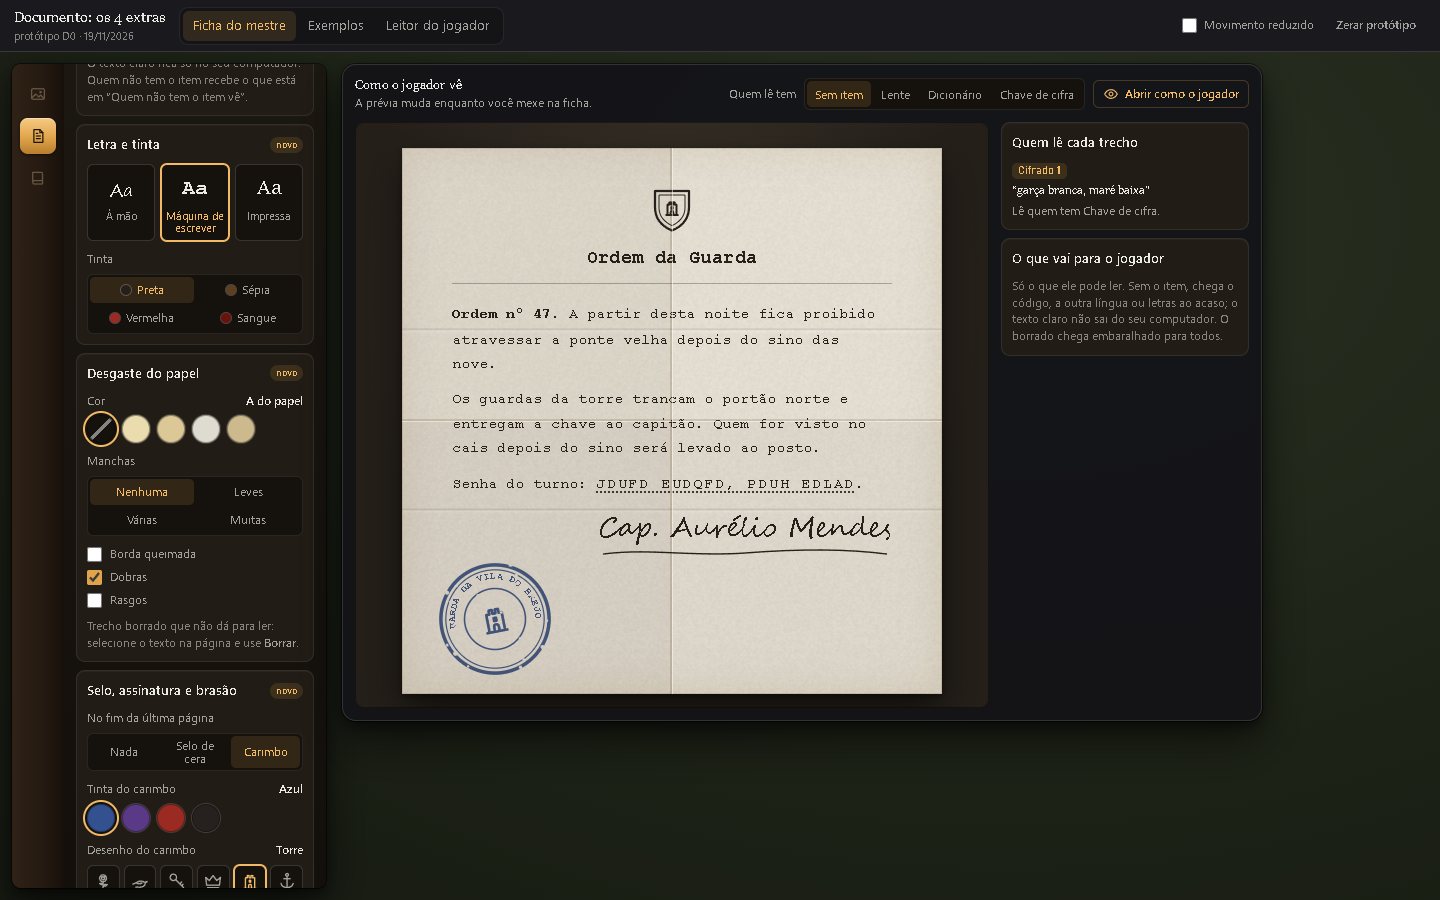 Documento: os 4 extras
protótipo D0 · 19/11/2026
Ficha do mestre
Exemplos
Leitor do jogador
Movimento reduzido
Zerar protótipo
Quem não tem o item recebe o que está
em "Quem não tem o item vê".
Letra e tinta
novo
Aa
À mão
Aa
Máquina de
escrever
Aa
Impressa
Tinta
Preta
Sépia
Vermelha
Sangue
Desgaste do papel
novo
Cor
A do papel
Manchas
Nenhuma
Leves
Várias
Muitas
Borda queimada
Dobras
Rasgos
Trecho borrado que não dá para ler:
selecione o texto na página e use Borrar.
Selo, assinatura e brasão
novo
No fim da última página
Nada
Selo de
cera
Carimbo
Tinta do carimbo
Azul
Desenho do carimbo
Torre
Como o jogador vê
A prévia muda enquanto você mexe na ficha.
Quem lê tem
Sem item
Lente
Dicionário
Chave de cifra
Abrir como o jogador
Ordem da Guarda
Ordem nº 47. A partir desta noite fica proibido
atravessar a ponte velha depois do sino das
nove.
Os guardas da torre trancam o portão norte e
entregam a chave ao capitão. Quem for visto no
cais depois do sino será levado ao posto.
Senha do turno: JDUFD EUDQFD, PDUH EDLAD.
Cap. Aurélio Mendes
DA VILA DO
Quem lê cada trecho
Cifrado 1
"garça branca, maré baixa"
Lê quem tem Chave de cifra.
O que vai para o jogador
Só o que ele pode ler. Sem o item, chega o
código, a outra língua ou letras ao acaso; o
texto claro não sai do seu computador. O
borrado chega embaralhado para todos.